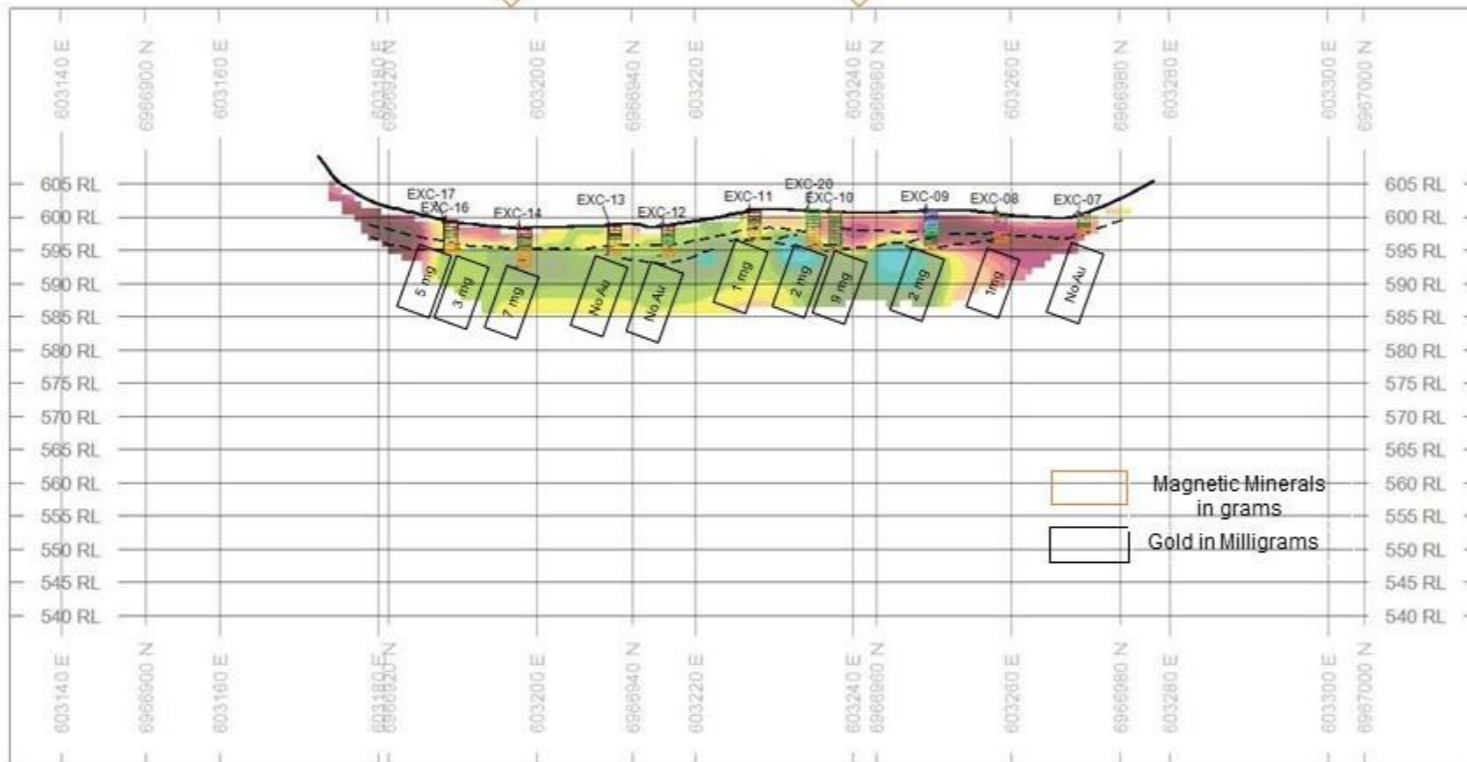 603140 E
6966900 N
603160 E
603180 E
6966920 N
603200 E
6966940 N
603220 E
603240 E
6966960 N
603260 E
6966980 N
603280 E
603300 E
6967000 N
605 RL
605 RL
EXC-17
EXC-16
EXC-14
EXC-13
EXC-12
EXC-11
EXC-20
EXC-10
EXC-09
EXC-08
EXC-07
600 RL
600 RL
595 RL
595 RL
5 mg
3 mg
7 mg
No Au
No Au
1 mg
2 mg
9 mg
2 mg
1mg
No Au
590 RL
590 RL
585 RL
585 RL
580 RL
580 RL
575 RL
575 RL
570 RL
570 RL
565 RL
565 RL
560 RL
Magnetic Minerals
in grams
560 RL
555 RL
555 RL
550 RL
Gold in Milligrams
550 RL
545 RL
545 RL
540 RL
540 RL
603140 E
6966900 N
603160 E
603180 E
6966920 N
603200 E
6966940 N
603220 E
603240 E
6966960 N
603260 E
6966980 N
603280 E
603300 E
6967000 N